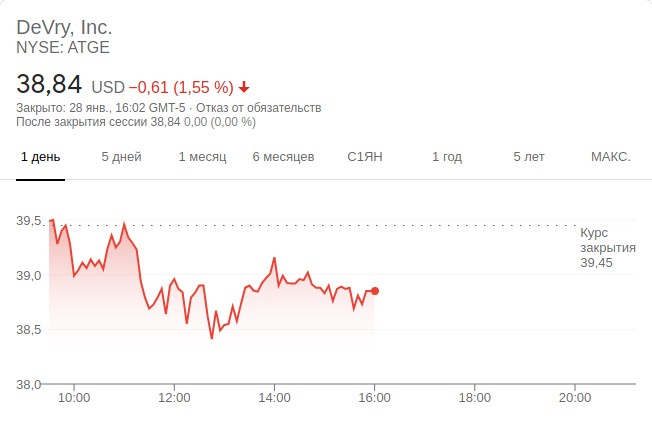 DeVry, Inc.
NYSE: ATGE
38,84 USD −0,61 (1,55 %)
Закрыто: 28 янв., 16:02 GMT-5 · Отказ от обязательств
После закрытия сессии 38,84 0,00 (0,00 %)
1 день 5 дней 1 месяц 6 месяцев С1ЯН 1 год 5 лет МАКС.
39,5
Курс
закрытия
39,45
39,0
38,5
38,0
10:00 12:00 14:00 16:00 18:00 20:00